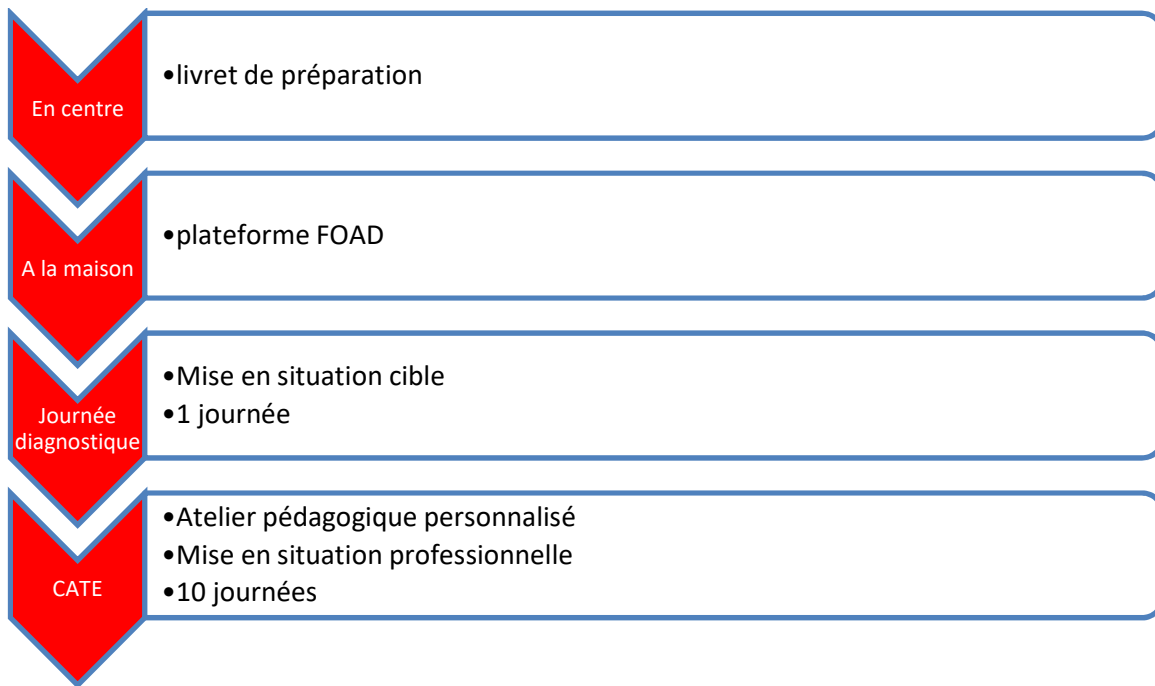 En centre
•livret de préparation
A la maison
•plateforme FOAD
Journée
diagnostique
•Mise en situation cible
•1 journée
CATE
•Atelier pédagogique personnalisé
•Mise en situation professionnelle
•10 journées